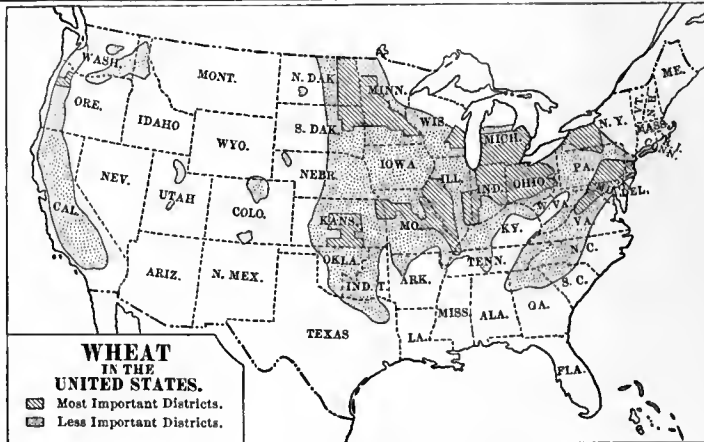 WASH.
MONT.
N. DAK.
MINN.
ME.
ORE.
IDAHO
S. DAK.
WIS.
MICH.
N. Y.
VT.
N H
MASS.
CONN.
WYO.
NEV.
UTAH
NEBR.
IOWA
ILL.
IND.
OHIO
PA.
DEL.
CAL.
COLO.
KANS.
MO.
KY.
W. VA.
VA.
ARIZ.
N. MEX.
OKLA.
IND. T.
ARK.
TENN.
N. C.
S. C.
TEXAS
LA.
MISS.
ALA.
GA.
FLA.
WHEAT
IN THE
UNITED STATES.
Most Important Districts.
Less Important Districts.